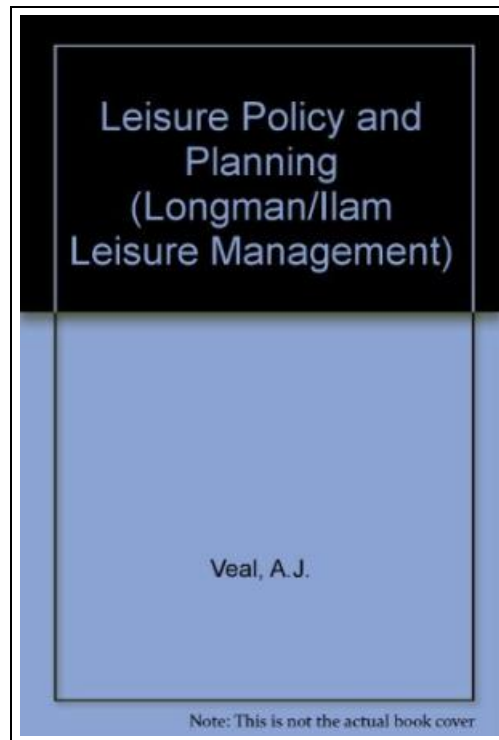 Leisure Policy and
Planning
(Longman/Ilam
Leisure Management)
Veal, A.J.
Note: This is not the actual book cover